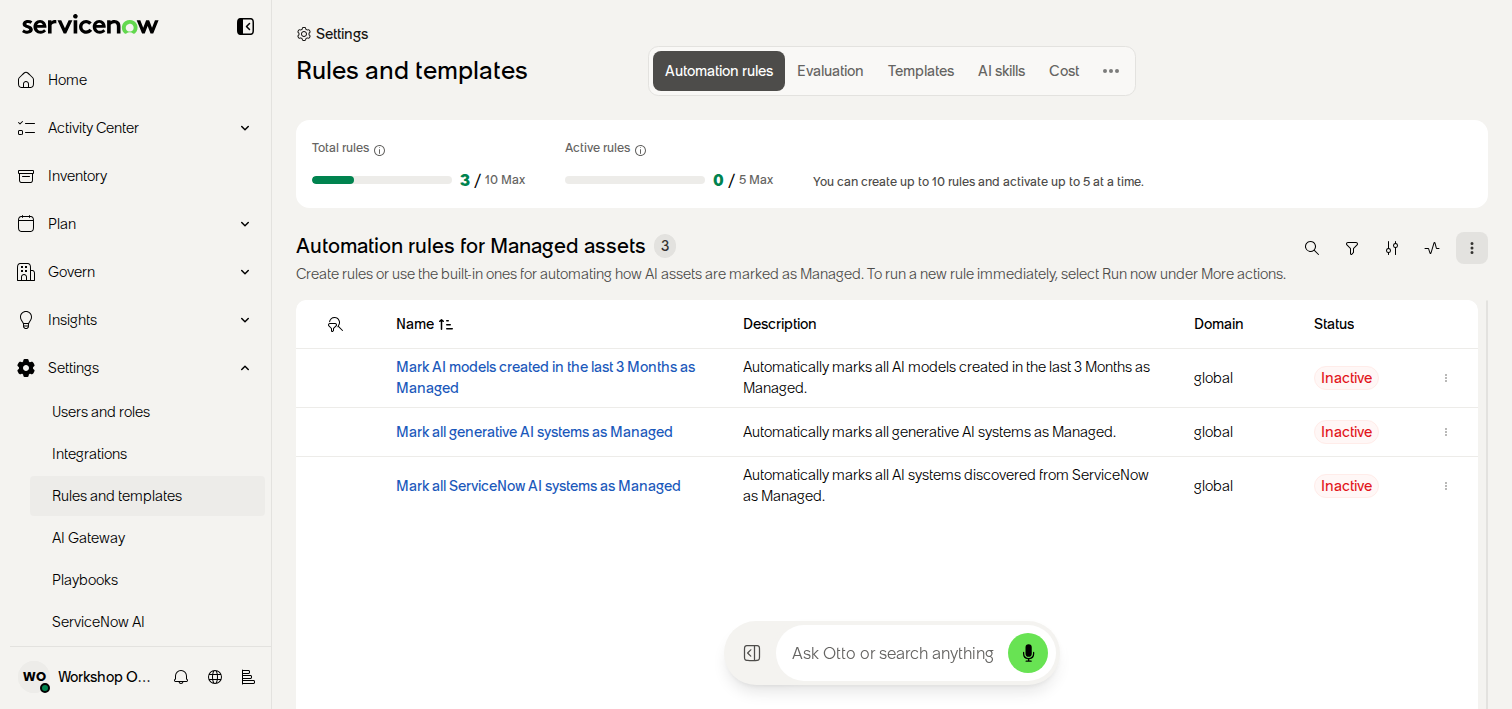 servicenow
Home
Activity Center
Inventory
Plan
Govern
Insights
Settings
Users and roles
Integrations
Rules and templates
AI Gateway
Playbooks
ServiceNow AI
WO Workshop O...
Settings
Rules and templates
Automation rules Evaluation Templates AI skills Cost
Total rules Active rules
3 / 10 Max 0 / 5 Max You can create up to 10 rules and activate up to 5 at a time.
Automation rules for Managed assets 3
Create rules or use the built-in ones for automating how AI assets are marked as Managed. To run a new rule immediately, select Run now under More actions.
Name Description Domain Status
Mark AI models created in the last 3 Months as
Managed
Automatically marks all AI models created in the last 3 Months as
Managed.
global Inactive
Mark all generative AI systems as Managed Automatically marks all generative AI systems as Managed. global Inactive
Mark all ServiceNow AI systems as Managed
Automatically marks all AI systems discovered from ServiceNow
as Managed.
global Inactive
Ask Otto or search anything